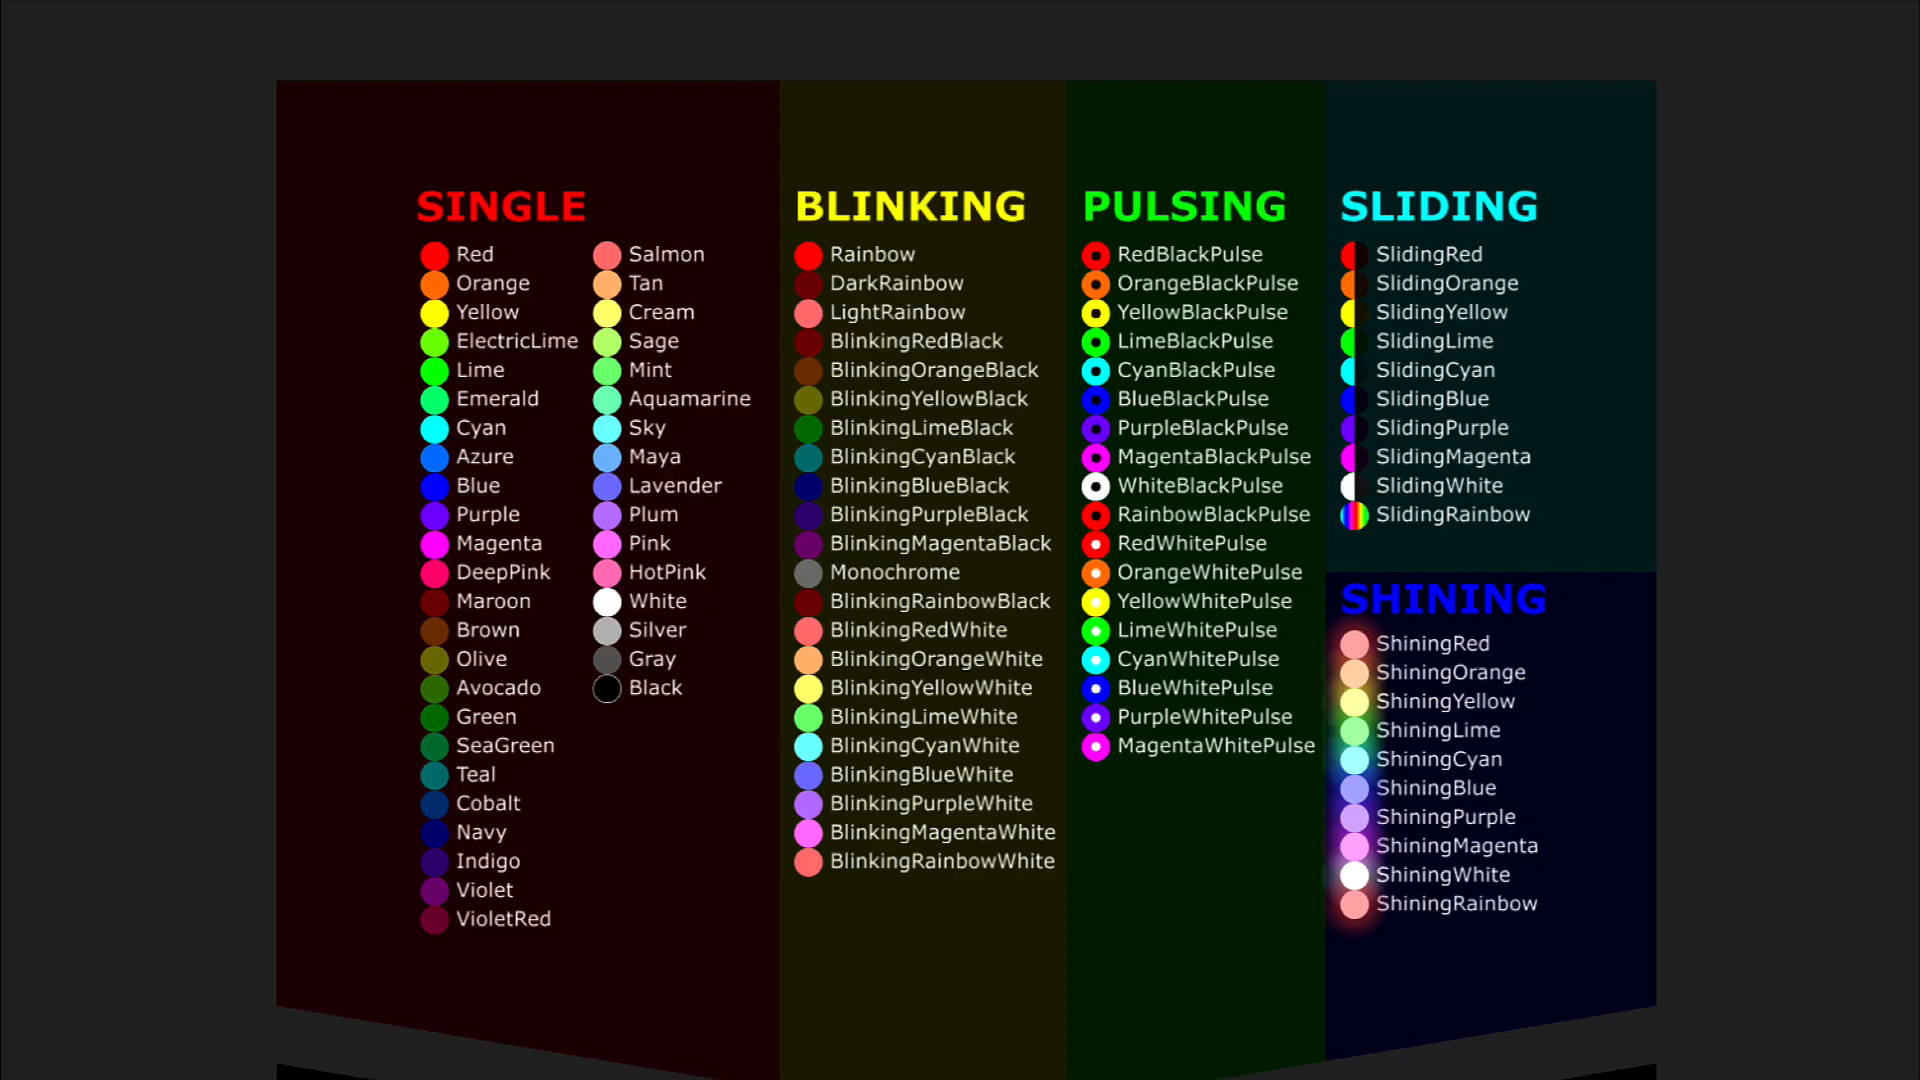 SINGLE
Red
Orange
Yellow
ElectricLime
Lime
Emerald
Cyan
Azure
Blue
Purple
Magenta
DeepPink
Maroon
Brown
Olive
Avocado
Green
SeaGreen
Teal
Cobalt
Navy
Indigo
Violet
VioletRed
Salmon
Tan
Cream
Sage
Mint
Aquamarine
Sky
Maya
Lavender
Plum
Pink
HotPink
White
Silver
Gray
Black
BLINKING
Rainbow
DarkRainbow
LightRainbow
BlinkingRedBlack
BlinkingOrangeBlack
BlinkingYellowBlack
BlinkingLimeBlack
BlinkingCyanBlack
BlinkingBlueBlack
BlinkingPurpleBlack
BlinkingMagentaBlack
Monochrome
BlinkingRainbowBlack
BlinkingRedWhite
BlinkingOrangeWhite
BlinkingYellowWhite
BlinkingLimeWhite
BlinkingCyanWhite
BlinkingBlueWhite
BlinkingPurpleWhite
BlinkingMagentaWhite
BlinkingRainbowWhite
PULSING
RedBlackPulse
OrangeBlackPulse
YellowBlackPulse
LimeBlackPulse
CyanBlackPulse
BlueBlackPulse
PurpleBlackPulse
MagentaBlackPulse
WhiteBlackPulse
RainbowBlackPulse
RedWhitePulse
OrangeWhitePulse
YellowWhitePulse
LimeWhitePulse
CyanWhitePulse
BlueWhitePulse
PurpleWhitePulse
MagentaWhitePulse
SLIDING
SlidingRed
SlidingOrange
SlidingYellow
SlidingLime
SlidingCyan
SlidingBlue
SlidingPurple
SlidingMagenta
SlidingWhite
SlidingRainbow
SHINING
ShiningRed
ShiningOrange
ShiningYellow
ShiningLime
ShiningCyan
ShiningBlue
ShiningPurple
ShiningMagenta
ShiningWhite
ShiningRainbow